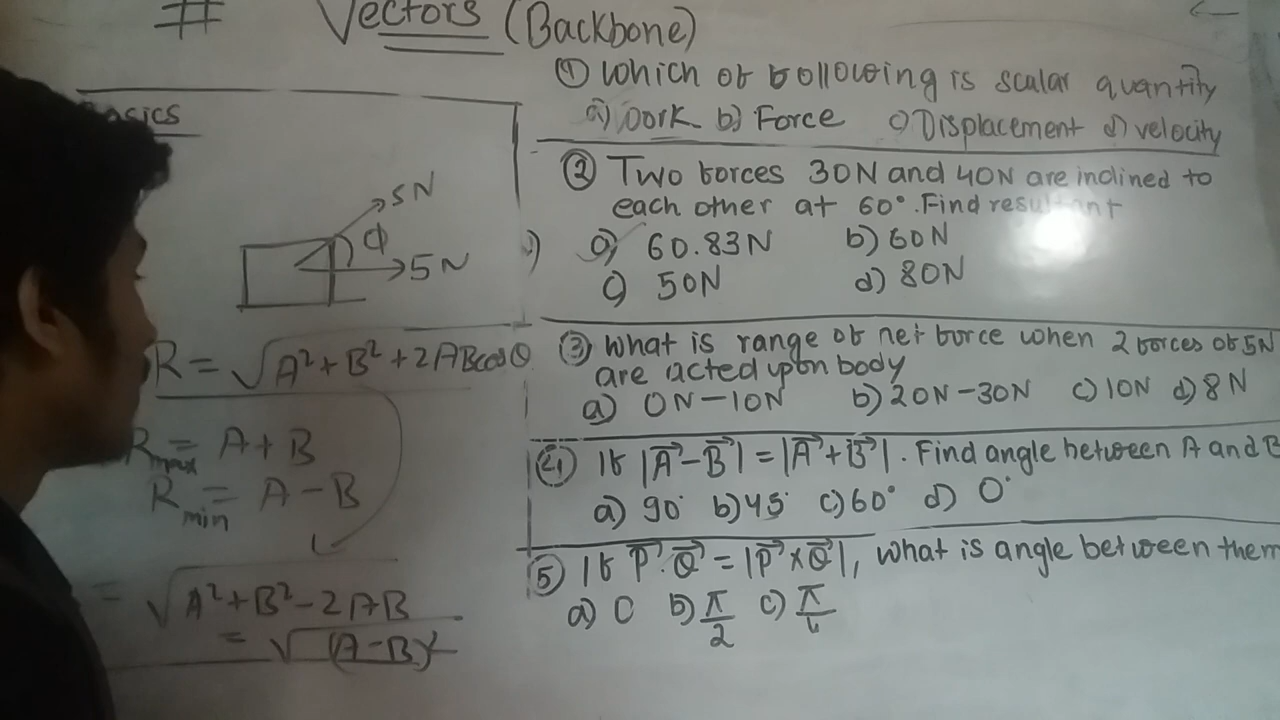 # Vectors (Backbone)
Basics
5N
Φ
5N
R = √A²+B²+2ABcosθ
Rmax = A+B
Rmin = A-B
= √A²+B²-2AB
= √(A-B)²
① Which of following is scalar quantity
a) work b) Force c) Displacement d) velocity
② Two forces 30N and 40N are inclined to
each other at 60°. Find resultant
a) 60.83N b) 60N
c) 50N d) 80N
③ What is range of net force when 2 forces of 5N
are acted upon body
a) 0N-10N b) 20N-30N c) 10N d) 8N
④ If |A⃗-B⃗| = |A⃗+B⃗|. Find angle between A and B
a) 90° b) 45° c) 60° d) 0°
⑤ If P⃗.Q⃗ = |P⃗×Q⃗|, what is angle between them
a) 0 b) π/2 c) π/4